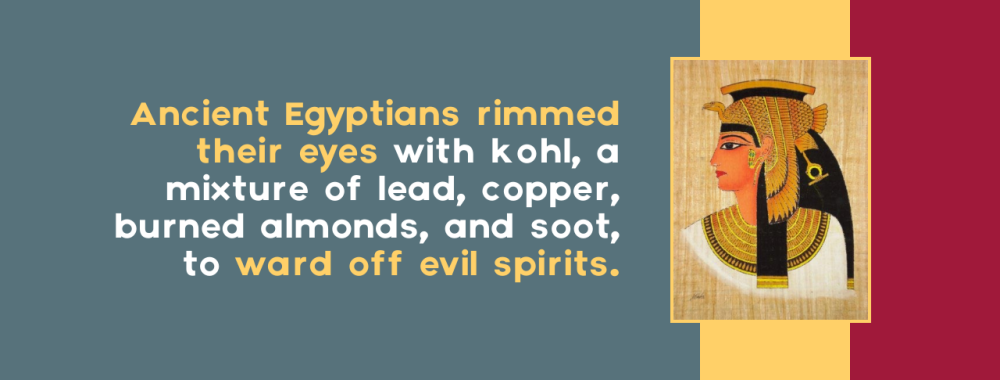 Ancient Egyptians rimmed
their eyes with kohl, a
mixture of lead, copper,
burned almonds, and soot,
to ward off evil spirits.